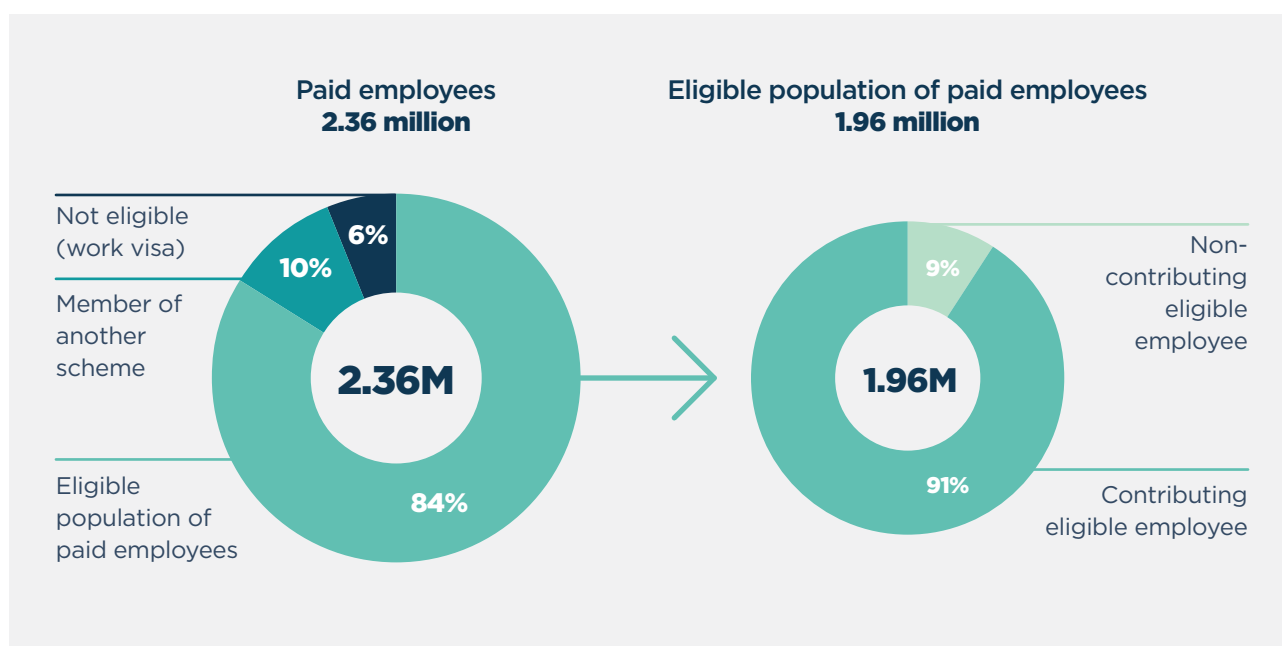 Paid employees
2.36 million
Not eligible
(work visa)
Member of
another
scheme
Eligible
population of
paid employees
6%
10%
2.36M
84%
Eligible population of paid employees
1.96 million
9%
1.96M
91%
Non-
contributing
eligible
employee
Contributing
eligible employee